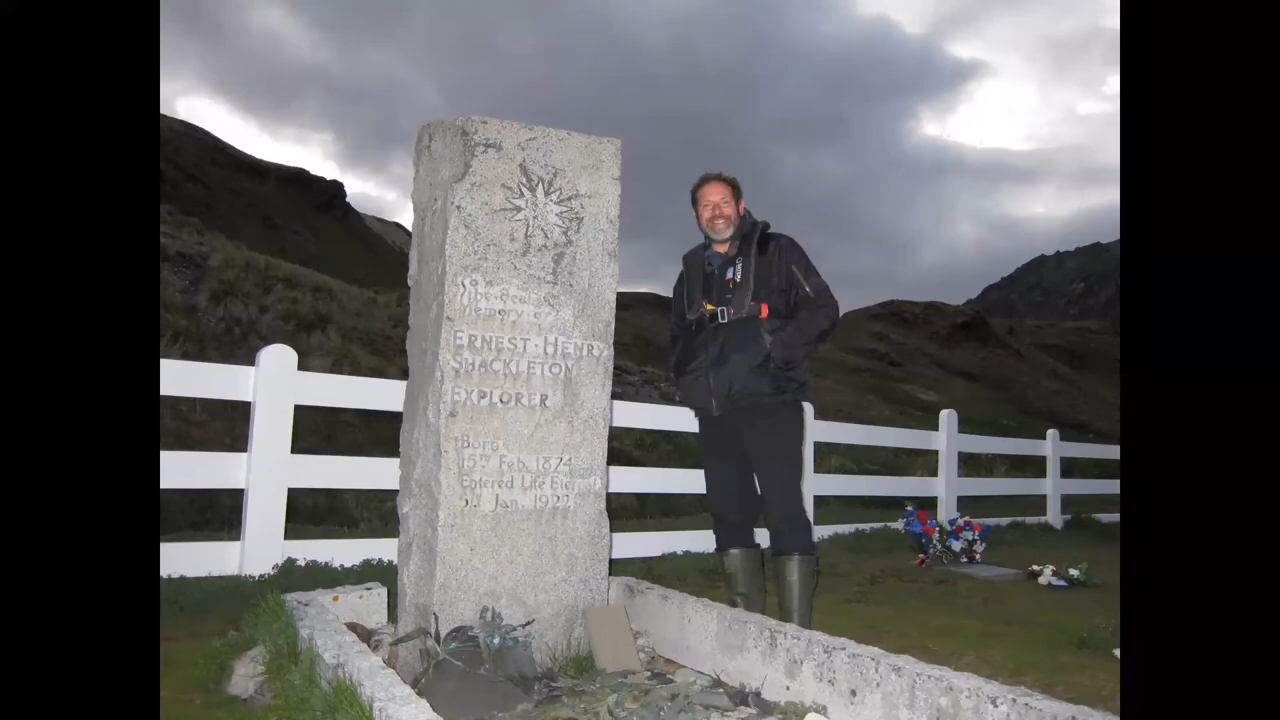 To the dear
Memory of
ERNEST·HENRY
SHACKLETON
EXPLORER
Born
15TH Feb. 1874
Entered Life Eternal
Jan. 1922